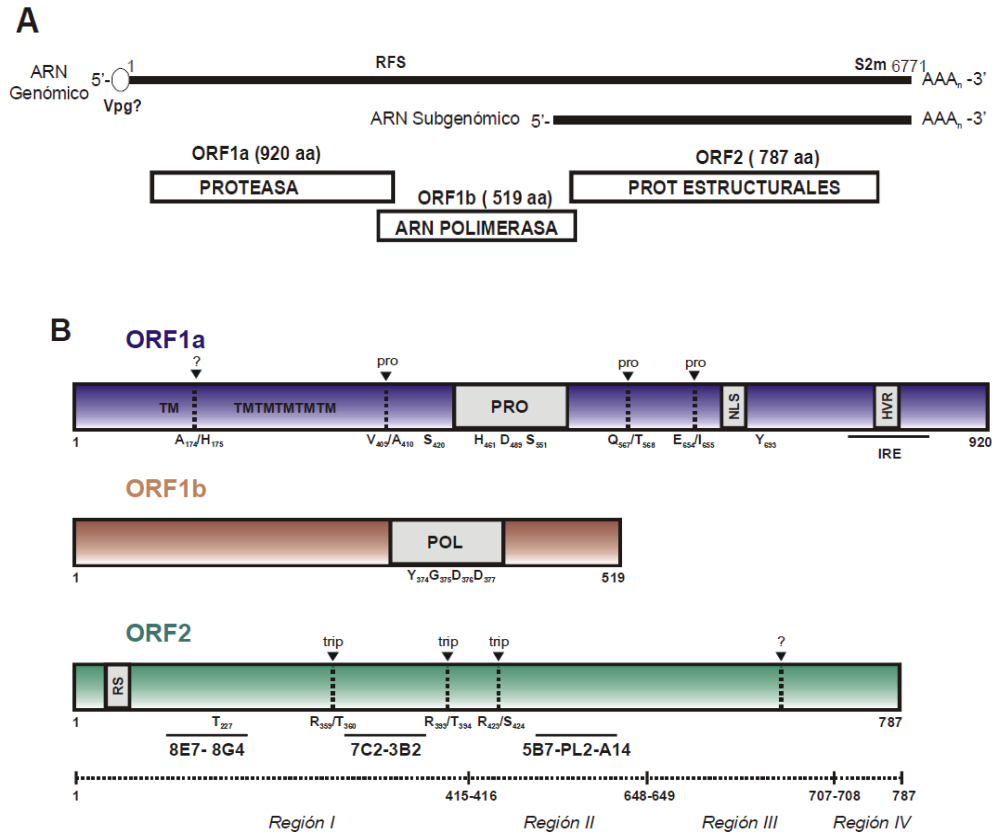 A
ARN Genómico 5'- 1 RFS S2m 6771 AAAn -3'
Vpg?
ARN Subgenómico 5'- AAAn -3'
ORF1a (920 aa) ORF2 ( 787 aa)
PROTEASA PROT ESTRUCTURALES
ORF1b ( 519 aa)
ARN POLIMERASA
B
ORF1a
? pro pro pro
TM TMTMTMTMTM PRO NLS HVR
1 A174/H175 V409/A410 S420 H461 D489 S551 Q567/T568 E654/I655 Y693 920
IRE
ORF1b
POL
1 Y374G375D376D377 519
ORF2
trip trip trip ?
RS
1 T227 R359/T360 R393/T394 R423/S424 787
8E7- 8G4 7C2-3B2 5B7-PL2-A14
1 415-416 648-649 707-708 787
Región I Región II Región III Región IV